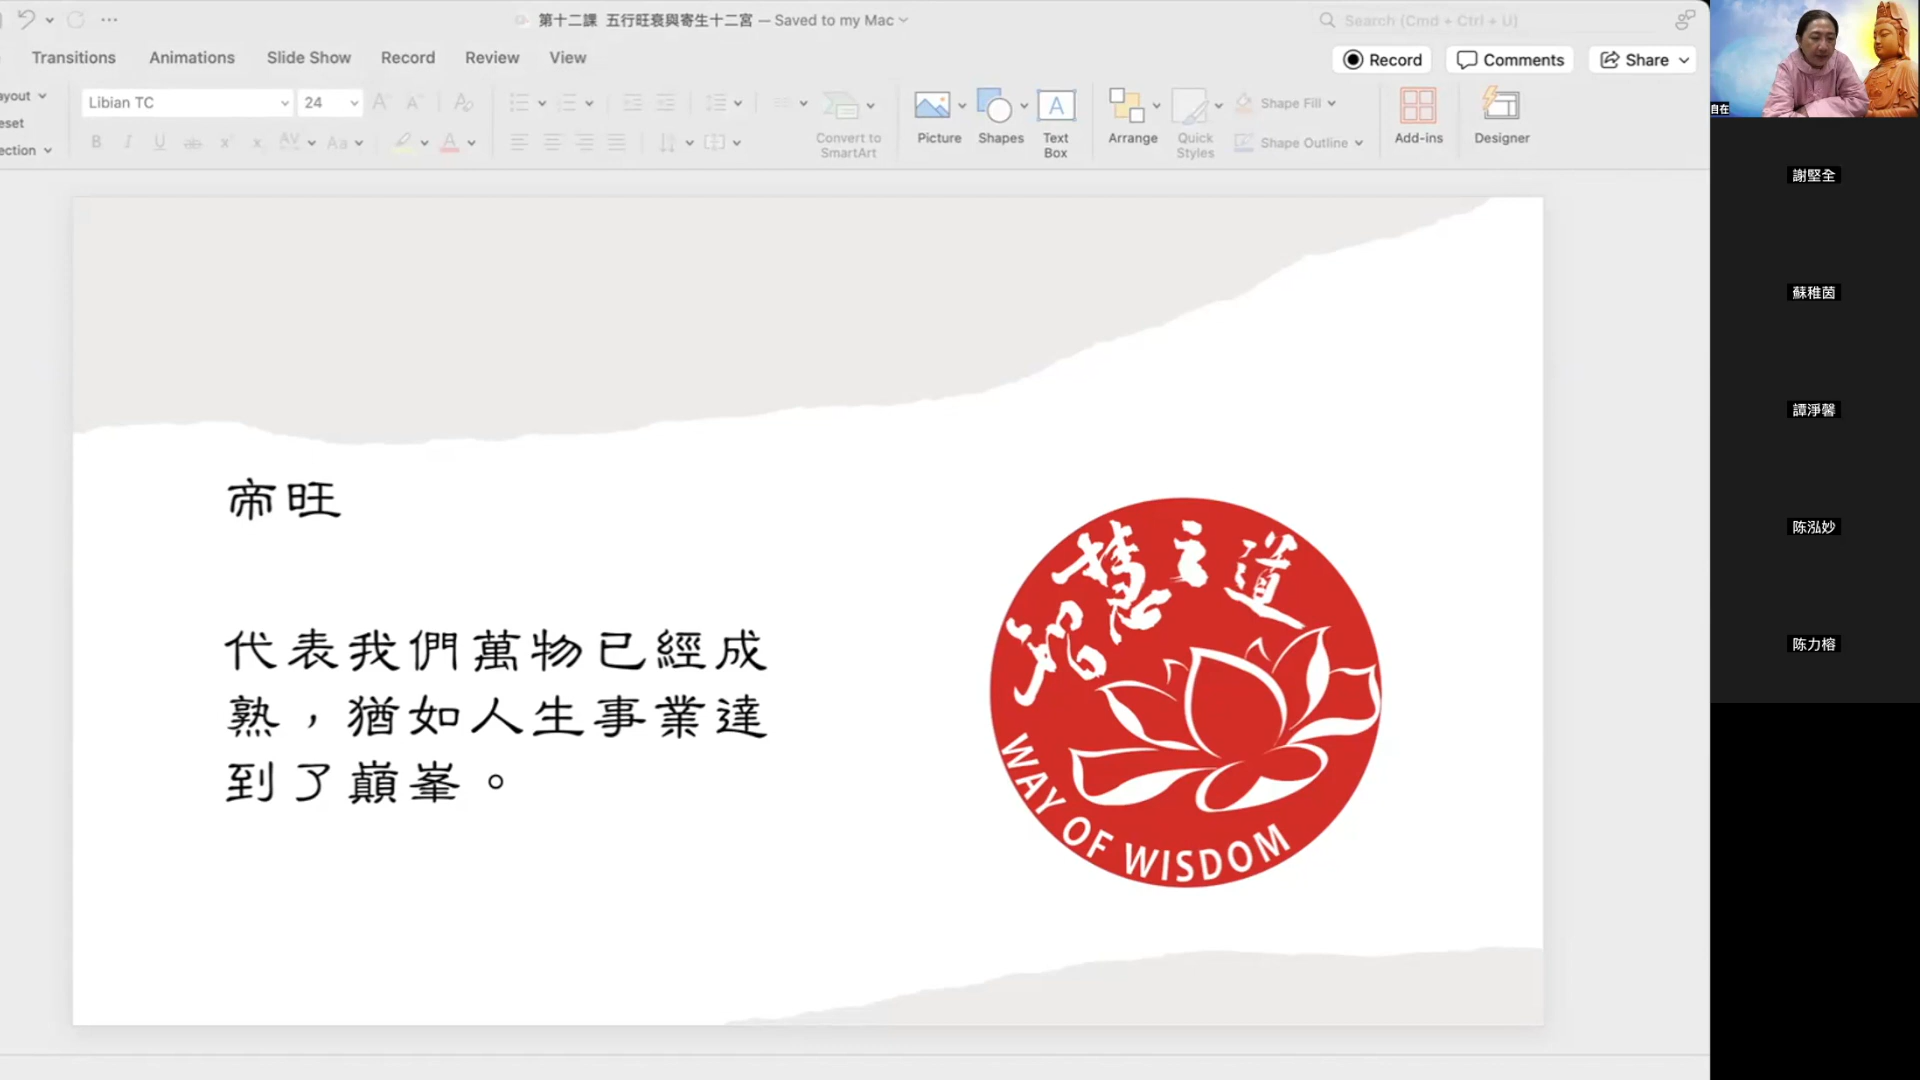 第十二課 五行旺衰與寄生十二宮 — Saved to my Mac
Search (Cmd + Ctrl + U)
Transitions
Animations
Slide Show
Record
Review
View
Record
Comments
Share
ayout
eset
ection
Libian TC
24
Convert to
SmartArt
Picture
Shapes
Text
Box
Arrange
Quick
Styles
Shape Fill
Shape Outline
Add-ins
Designer
帝旺
代表我們萬物已經成
熟，猶如人生事業達
到了巔峯。
智慧之道
WAY OF WISDOM
自在
謝堅全
蘇稚茵
譚淨馨
陈泓妙
陈力榕